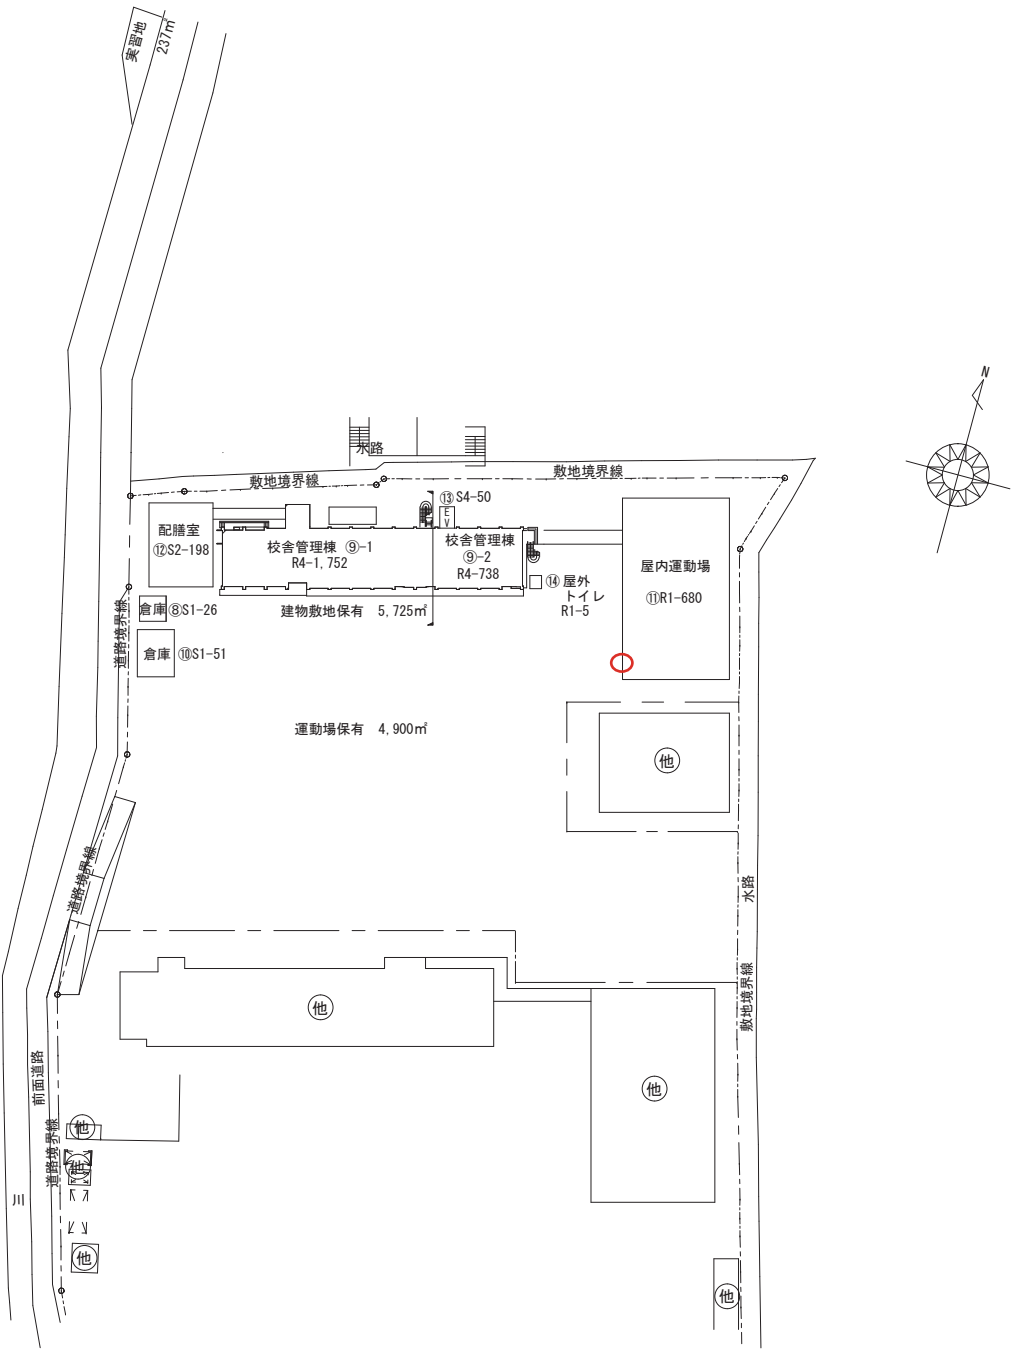 実習地
237㎡
N
水路
敷地境界線
敷地境界線
⑬S4-50
EV
配膳室
⑫S2-198
校舎管理棟 ⑨-1
R4-1,752
校舎管理棟
⑨-2
R4-738
屋内運動場
⑪R1-680
⑭屋外
トイレ
R1-5
倉庫⑧S1-26
建物敷地保有 5,725㎡
道路境界線
倉庫 ⑩S1-51
運動場保有 4,900㎡
他
道路境界線
水路
敷地境界線
他
他
前面道路
道路境界線
他
他
川
他
他